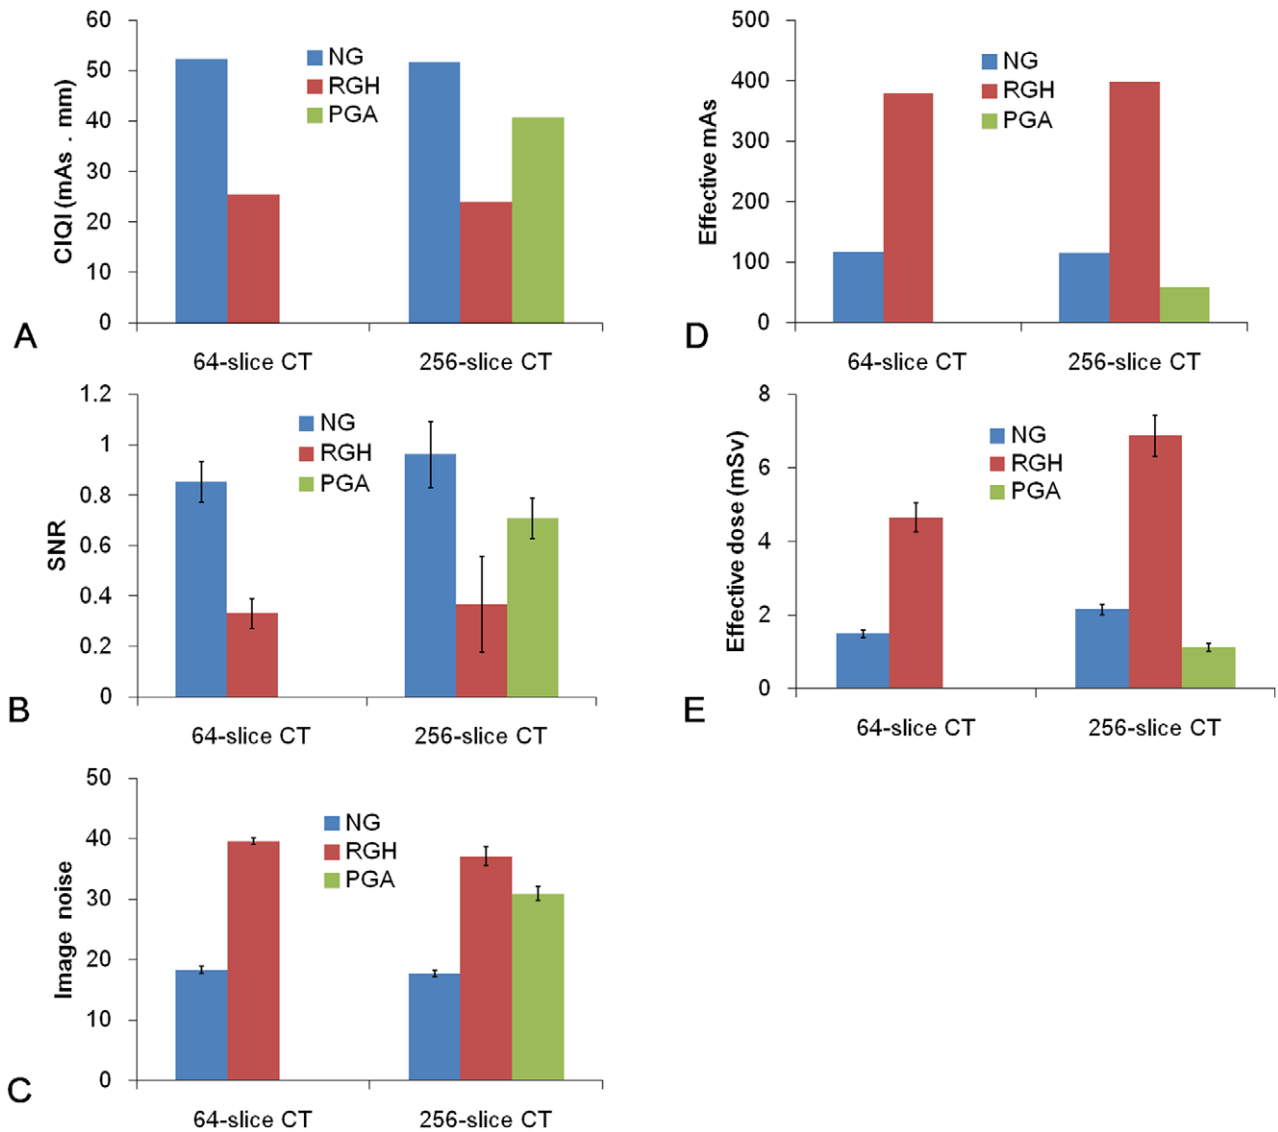 60
50
40
30
20
10
0
CIQI (mAs . mm)
NG
RGH
PGA
64-slice CT
256-slice CT
A
500
400
300
200
100
0
Effective mAs
NG
RGH
PGA
64-slice CT
256-slice CT
D
1.2
1
0.8
0.6
0.4
0.2
0
SNR
NG
RGH
PGA
64-slice CT
256-slice CT
B
8
6
4
2
0
Effective dose (mSv)
NG
RGH
PGA
64-slice CT
256-slice CT
E
50
40
30
20
10
0
Image noise
NG
RGH
PGA
64-slice CT
256-slice CT
C